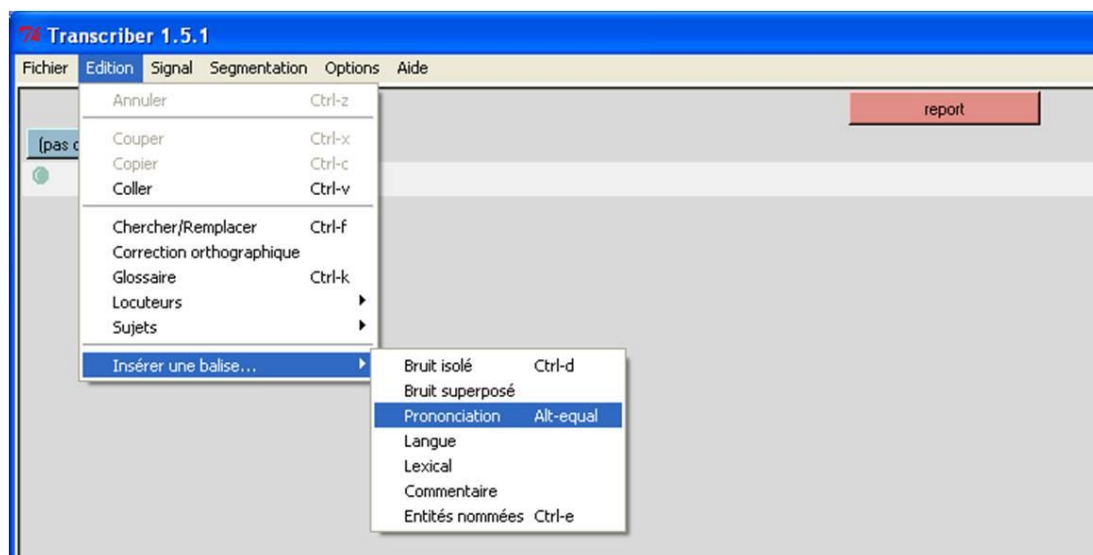 Transcriber 1.5.1
Fichier Edition Signal Segmentation Options Aide
Annuler Ctrl-z
report
Couper Ctrl-x
(pas
Copier Ctrl-c
Coller Ctrl-v
Chercher/Remplacer Ctrl-f
Correction orthographique
Glossaire Ctrl-k
Locuteurs
Sujets
Insérer une balise...
Bruit isolé Ctrl-d
Bruit superposé
Prononciation Alt-equal
Langue
Lexical
Commentaire
Entités nommées Ctrl-e